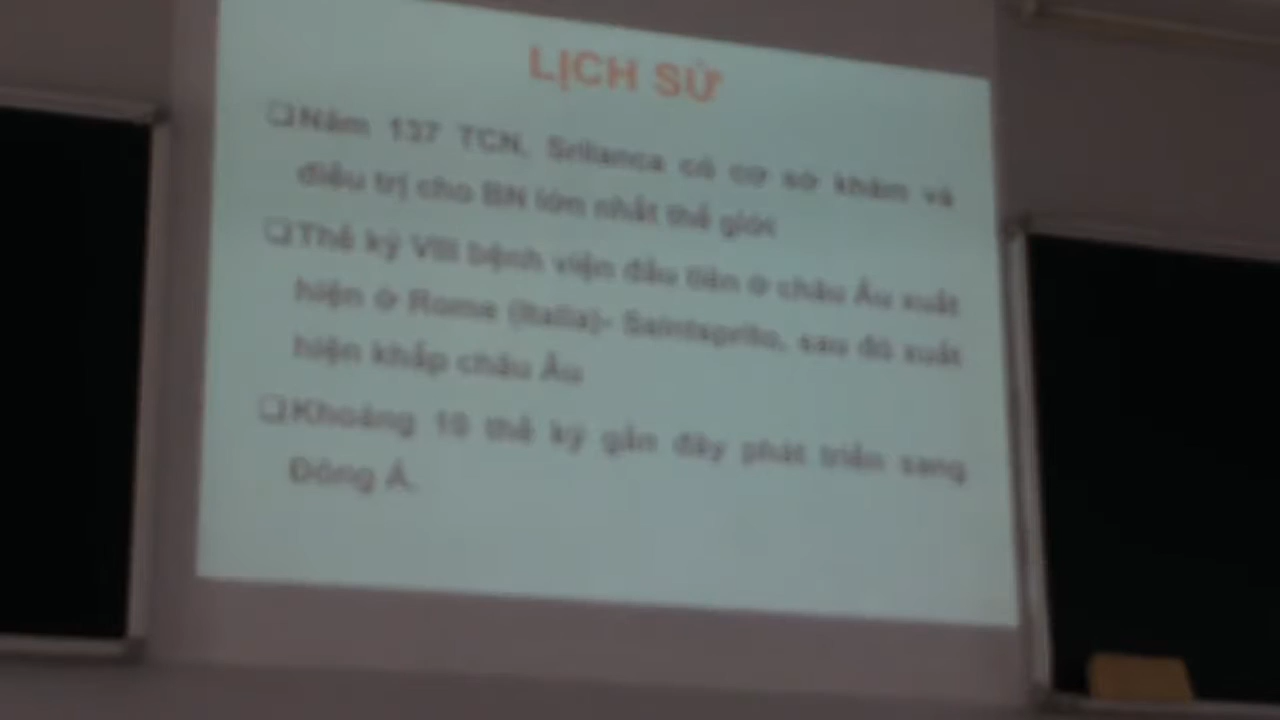 LỊCH SỬ
❑Năm 137 TCN, Srilanca có cơ sở khám và
điều trị cho BN lớn nhất thế giới
❑Thế kỷ VIII bệnh viện đầu tiên ở châu Âu xuất
hiện ở Rome (Italia)- Saintsprito, sau đó xuất
hiện khắp châu Âu
❑Khoảng 10 thế kỷ gần đây phát triển sang
Đông Á.